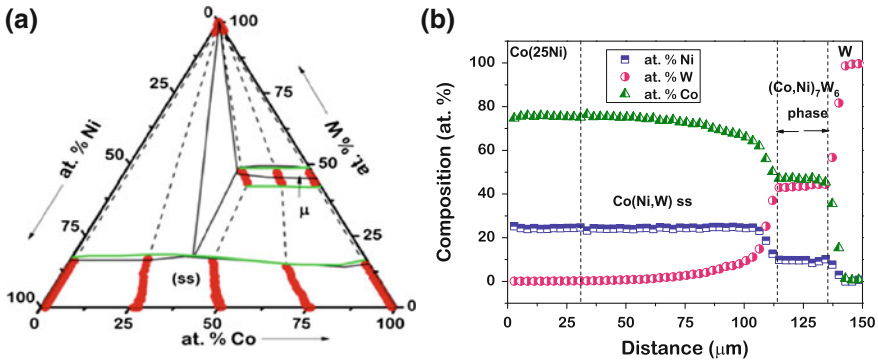 (a)
0
100
25
75
50
50
75
25
100
0
0
25
50
75
100
at. % Ni
at. % W
at. % Co
μ
(ss)
(b)
Co(25Ni)
W
at. % Ni
at. % W
at. % Co
(Co,Ni)7W6
phase
Co(Ni,W) ss
Composition (at. %)
100
80
60
40
20
0
0 25 50 75 100 125 150
Distance (μm)